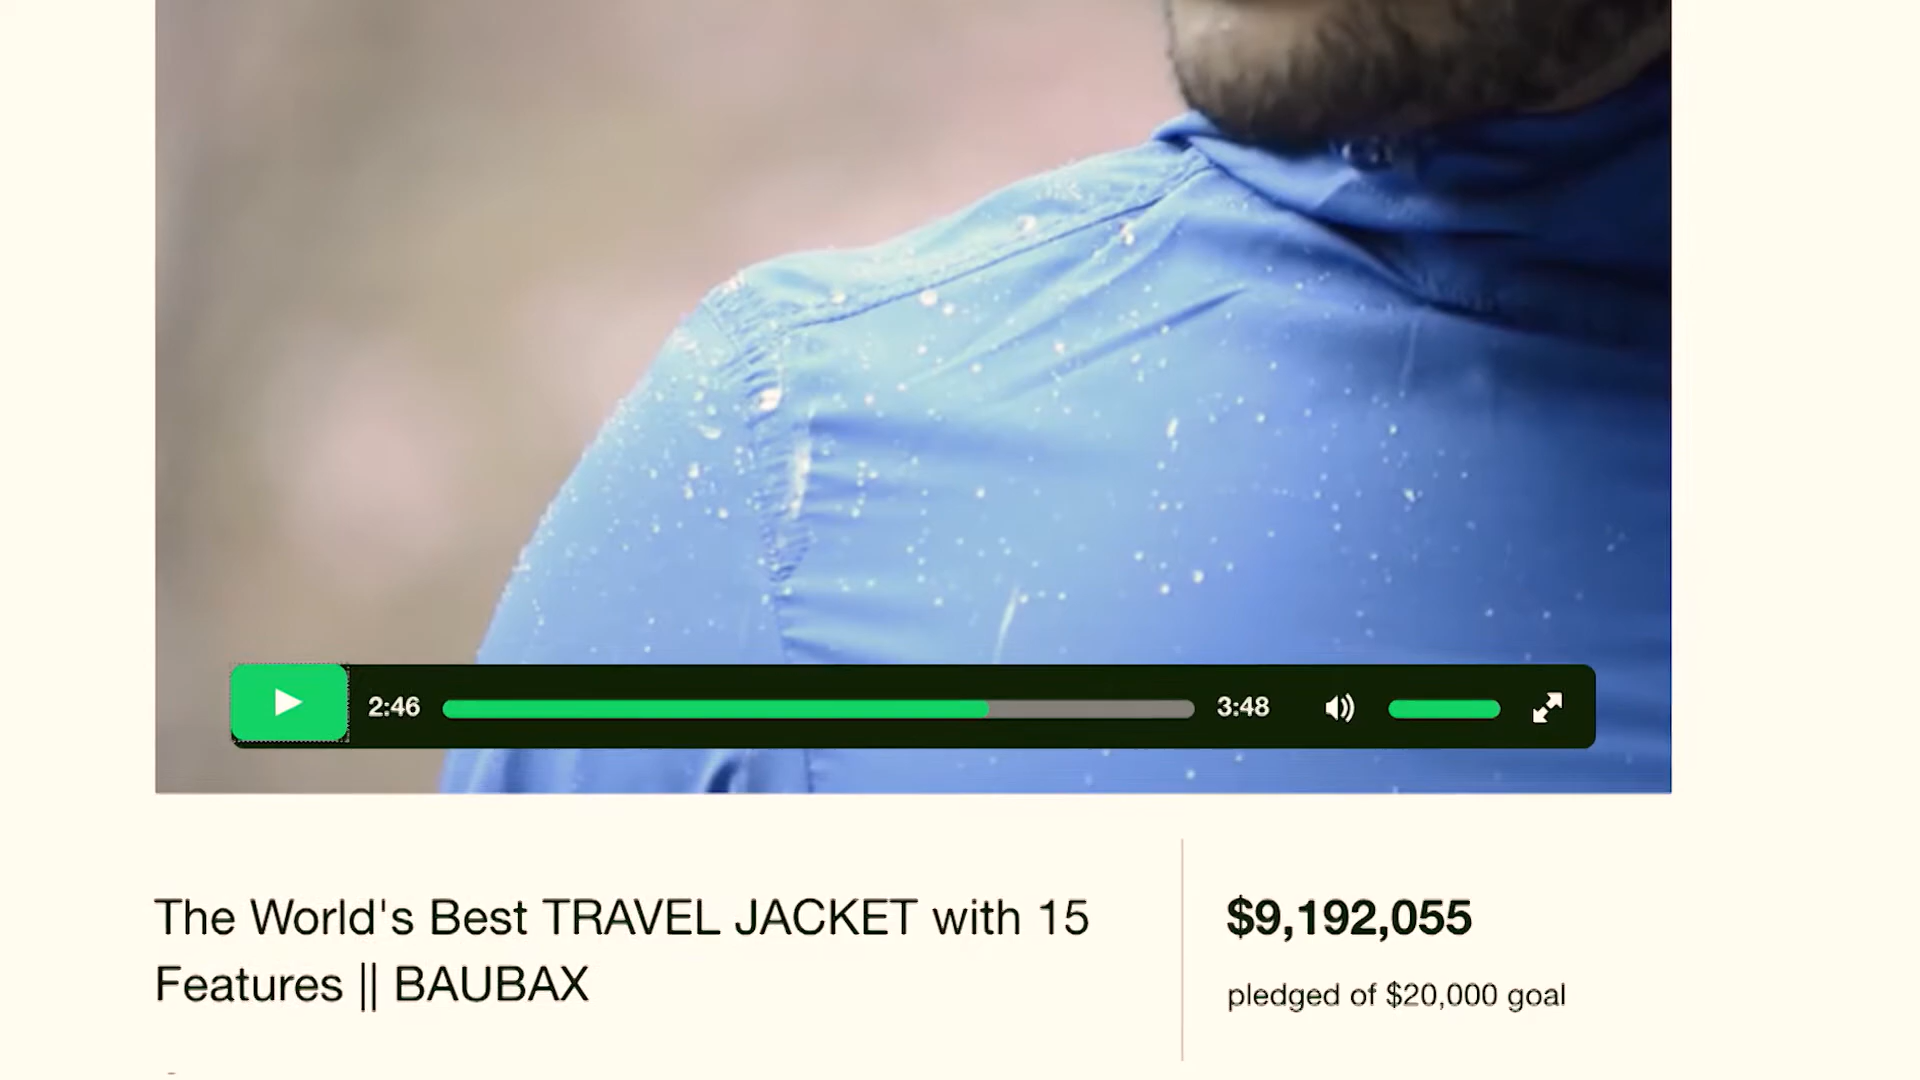 2:46
3:48
The World's Best TRAVEL JACKET with 15
Features || BAUBAX
$9,192,055
pledged of $20,000 goal